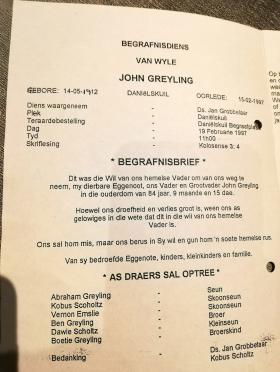 BEGRAFNISDIENS
VAN WYLE
JOHN GREYLING
GEBORE: 14-05-1912 DANIËLSKUIL OORLEDE: 15-02-1997
Diens waargeneem - Ds. Jan Grobbelaar
Plek - Daniëlskuil
Teraardebestelling - Daniëlskuil Begrafplaas
Dag - 19 Februarie 1997
Tyd - 11h00
Skriflesing - Kolosense 3: 4
* BEGRAFNISBRIEF *
Dit was die Wil van ons hemelse Vader om van ons weg te
neem, my dierbare Eggenoot, ons Vader en Grootvader John Greyling
in die ouderdom van 84 jaar, 9 maande en 15 dae.
Hoewel ons droefheid en verlies groot is, ween ons as
gelowiges in die wete dat dit die wil van ons hemelse
Vader is.
Ons sal hom mis, maar ons berus in Sy wil en gun hom 'n soete hemelse rus.
Van sy bedroefde Eggenote, kinders, kleinkinders en familie.
* AS DRAERS SAL OPTREE *
Abraham Greyling - Seun
Kobus Scoholtz - Skoonseun
Vernon Emslie - Skoonseun
Ben Greyling - Broer
Dawie Scholtz - Kleinseun
Boetie Greyling - Broerskind
Bedanking - Ds. Jan Grobbelaar
Kobus Scholtz